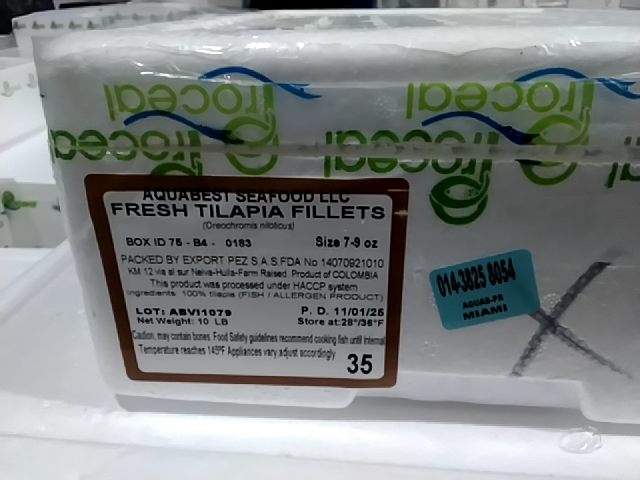 AQUABEST SEAFOOD LLC
FRESH TILAPIA FILLETS
(Oreochromis niloticus)
BOX ID 75 - B4 - 0183 Size 7-9 oz
PACKED BY EXPORT PEZ S.A.S.FDA No 14070921010
KM 12 via al sur Neiva-Huila-Farm Raised. Product of COLOMBIA
This product was processed under HACCP system
Ingredients: 100% tilapia (FISH / ALLERGEN PRODUCT)
LOT: ABVI1079 P. D. 11/01/25
Net Weight: 10 LB Store at:28°/36°F
Caution, may contain bones. Food Safety guidelines recommend cooking fish until Internal
Temperature reaches 145°F Appliances vary,adjust accordingly
35
014-3825 8054
AQUAB-PR
MIAMI
X